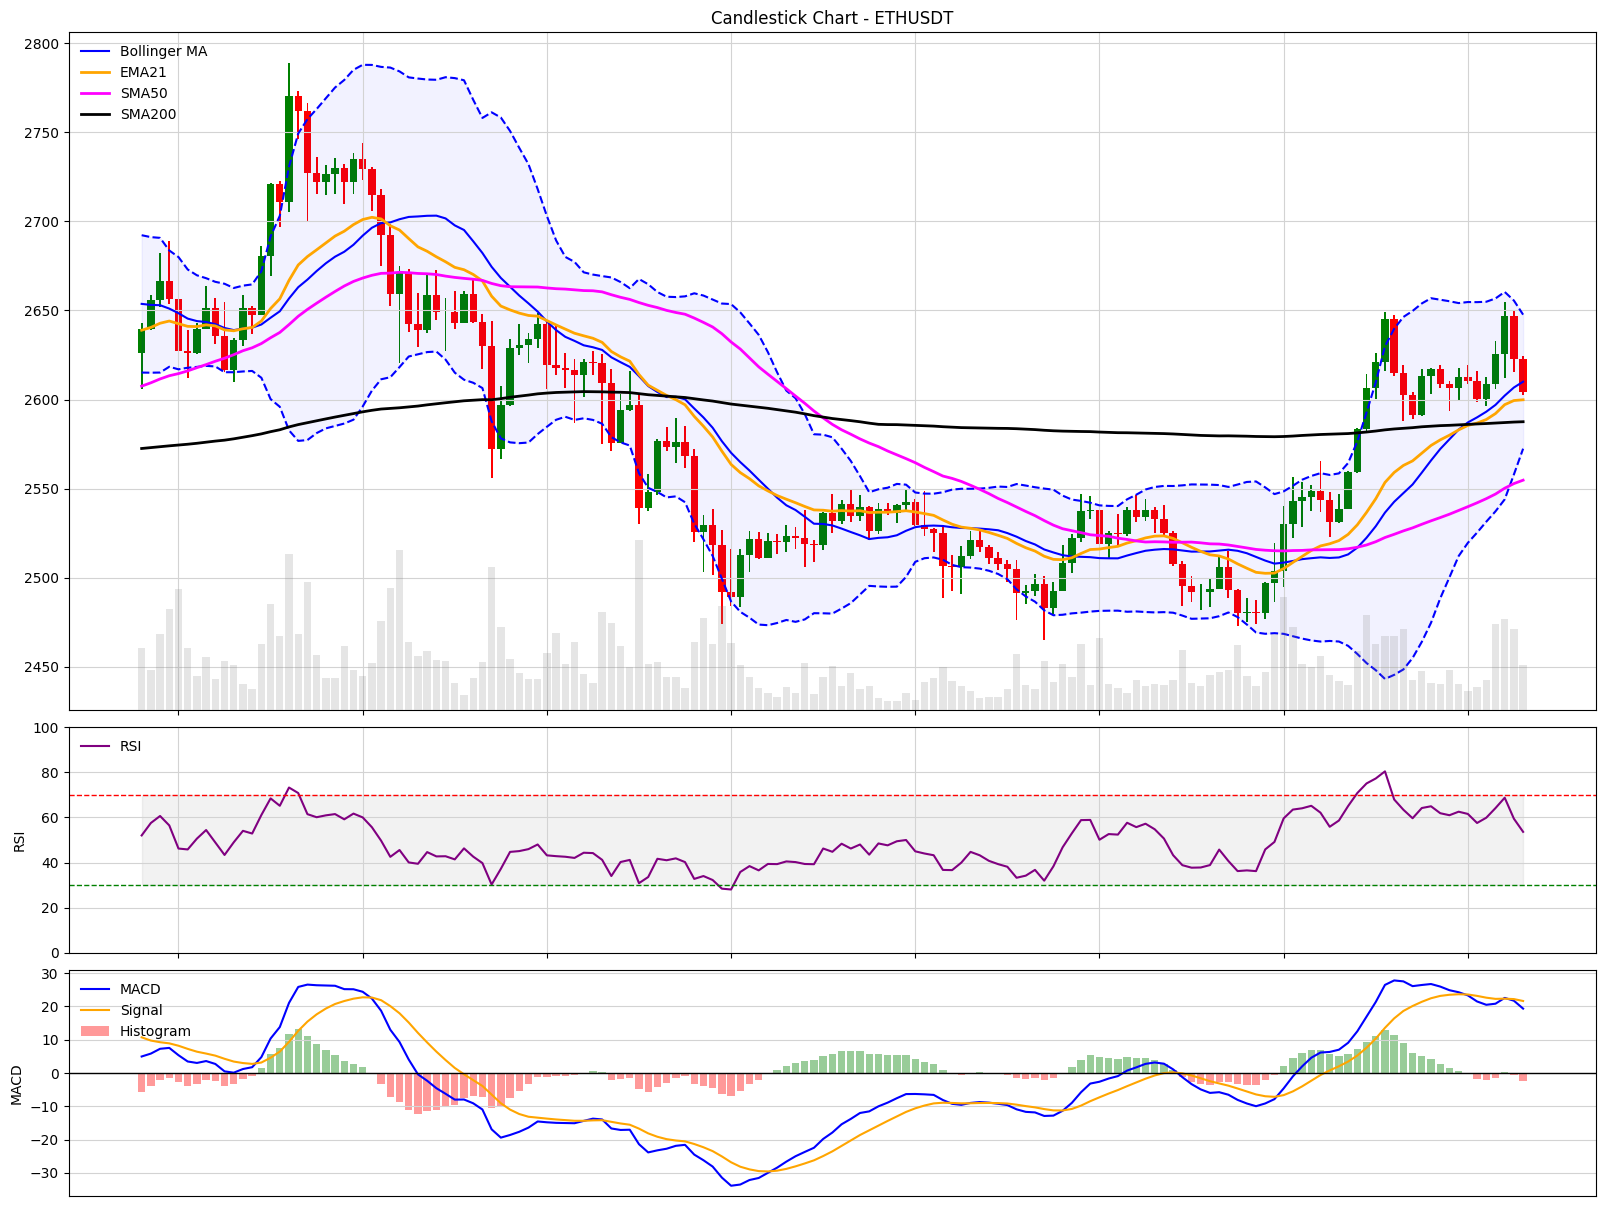 Candlestick Chart - ETHUSDT
2800
2750
2700
2650
2600
2550
2500
2450
Bollinger MA
EMA21
SMA50
SMA200
100
80
60
40
20
0
RSI
RSI
30
20
10
0
−10
−20
−30
MACD
MACD
Signal
Histogram